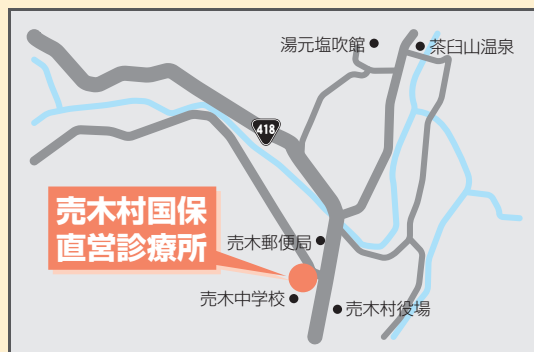 湯元塩吹館
茶臼山温泉
418
売木村国保
直営診療所
売木郵便局
売木中学校
売木村役場